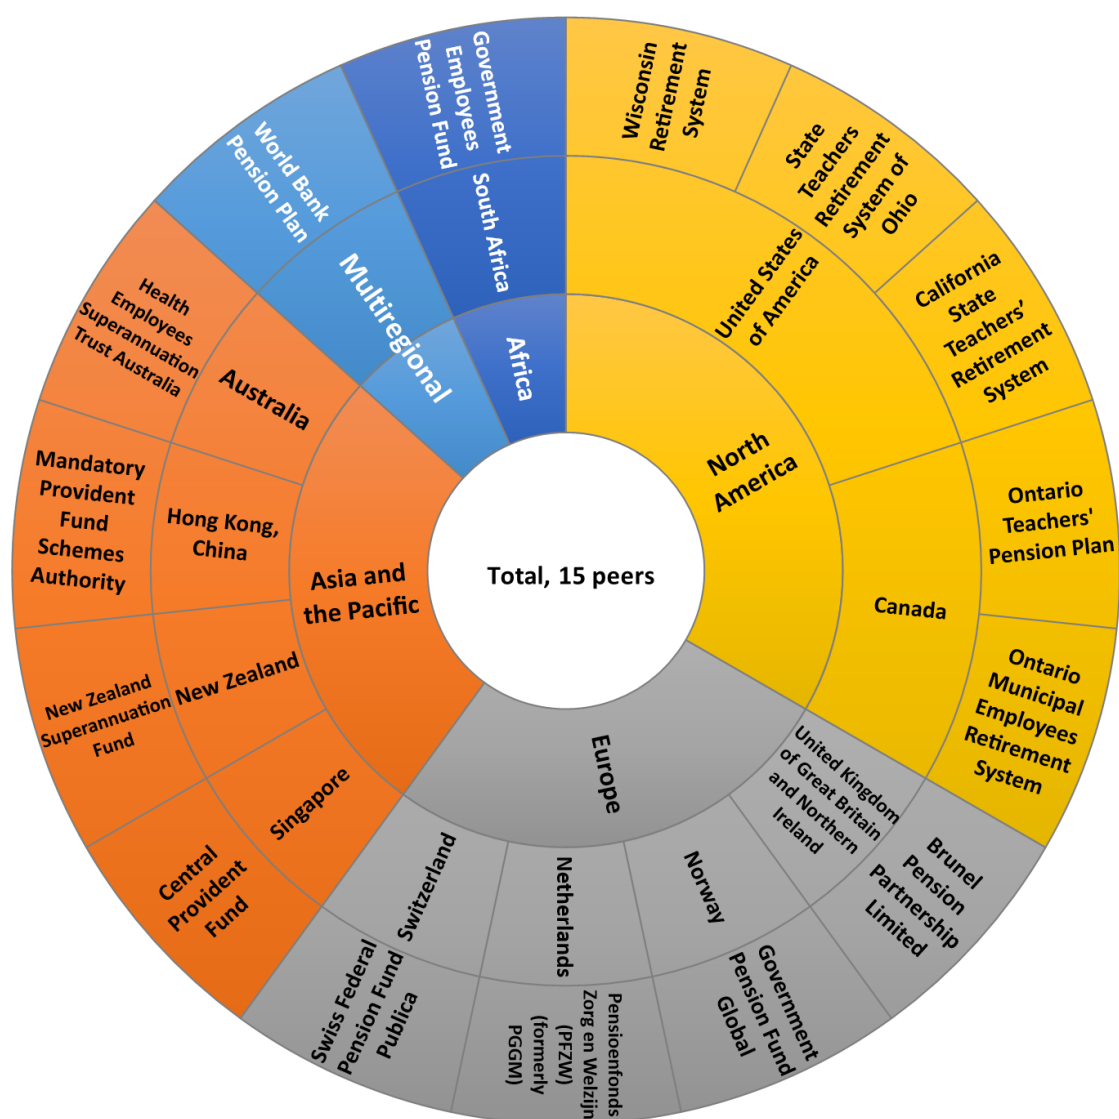 Total, 15 peers
North
America
United States
of America
Wisconsin
Retirement
System
State
Teachers
Retirement
System of
Ohio
California
State
Teachers’
Retirement
System
Canada
Ontario
Teachers'
Pension Plan
Ontario
Municipal
Employees
Retirement
System
Europe
United Kingdom
of Great Britain
and Northern
Ireland
Brunel
Pension
Partnership
Limited
Norway
Government
Pension Fund
Global
Netherlands
Pensioenfonds
Zorg en Welzijn
(PFZW)
(formerly
PGGM)
Switzerland
Swiss Federal
Pension Fund
Publica
Asia and
the Pacific
Singapore
Central
Provident
Fund
New Zealand
New Zealand
Superannuation
Fund
Hong Kong,
China
Mandatory
Provident
Fund
Schemes
Authority
Australia
Health
Employees
Superannuation
Trust Australia
Multiregional
World Bank
Pension Plan
Africa
South Africa
Government
Employees
Pension Fund